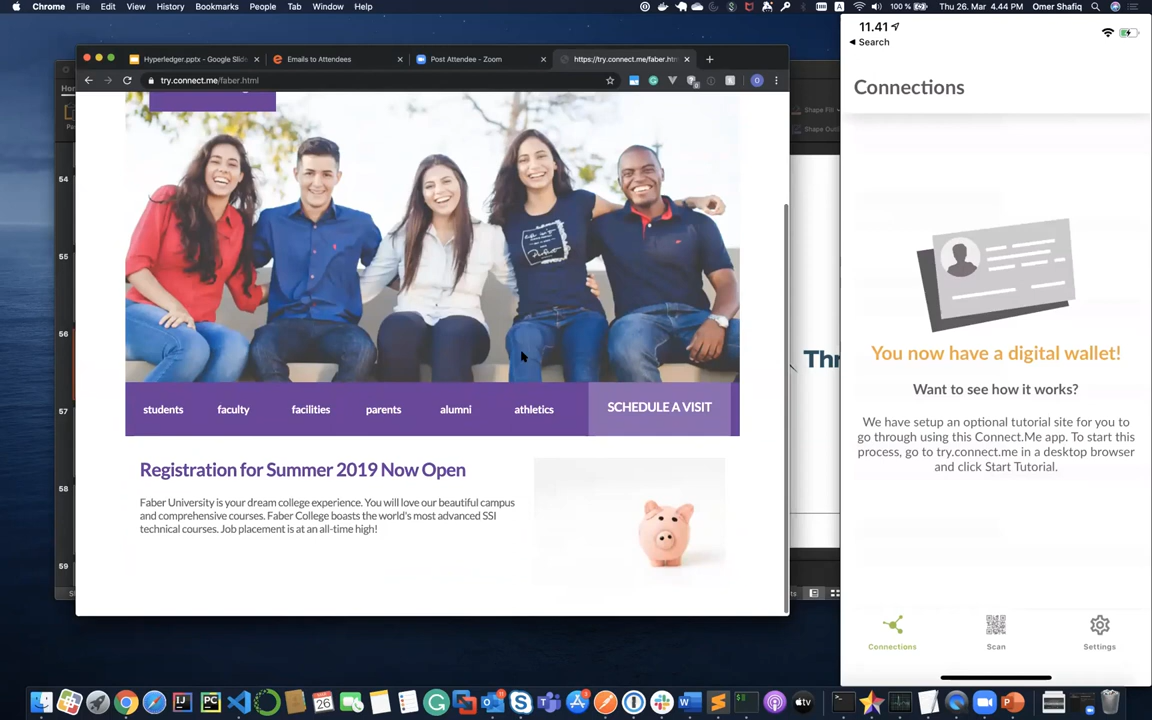 Chrome File Edit View History Bookmarks People Tab Window Help
100 % Thu 26. Mar 4.44 PM Omer Shafiq
Hyperledger.pptx - Google Slide
Emails to Attendees
Post Attendee - Zoom
https://try.connect.me/faber.htm
try.connect.me/faber.html
students faculty facilities parents alumni athletics SCHEDULE A VISIT
Registration for Summer 2019 Now Open
Faber University is your dream college experience. You will love our beautiful campus
and comprehensive courses. Faber College boasts the world's most advanced SSI
technical courses. Job placement is at an all-time high!
54
55
56
57
58
59
Shape Fill
Thr
11.41
Search
Connections
You now have a digital wallet!
Want to see how it works?
We have setup an optional tutorial site for you to
go through using this Connect.Me app. To start this
process, go to try.connect.me in a desktop browser
and click Start Tutorial.
Connections Scan Settings